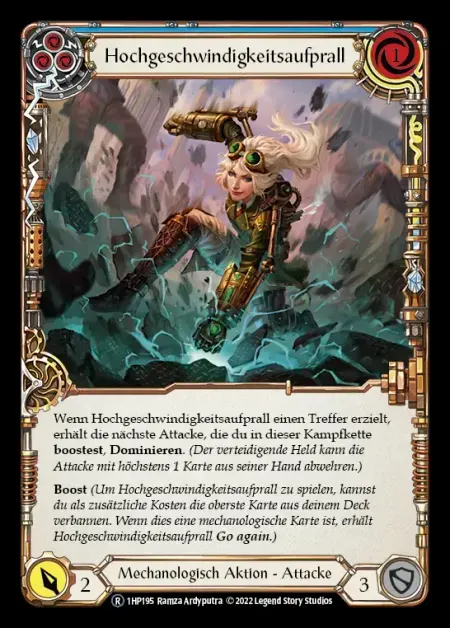 Hochgeschwindigkeitsaufprall
1
Wenn Hochgeschwindigkeitsaufprall einen Treffer erzielt,
erhält die nächste Attacke, die du in dieser Kampfkette
boostest, Dominieren. (Der verteidigende Held kann die
Attacke mit höchstens 1 Karte aus seiner Hand abwehren.)
Boost (Um Hochgeschwindigkeitsaufprall zu spielen, kannst
du als zusätzliche Kosten die oberste Karte aus deinem Deck
verbannen. Wenn dies eine mechanologische Karte ist, erhält
Hochgeschwindigkeitsaufprall Go again.)
2
Mechanologisch Aktion - Attacke
3
R 1HP195 Ramza Ardyputra © 2022 Legend Story Studios